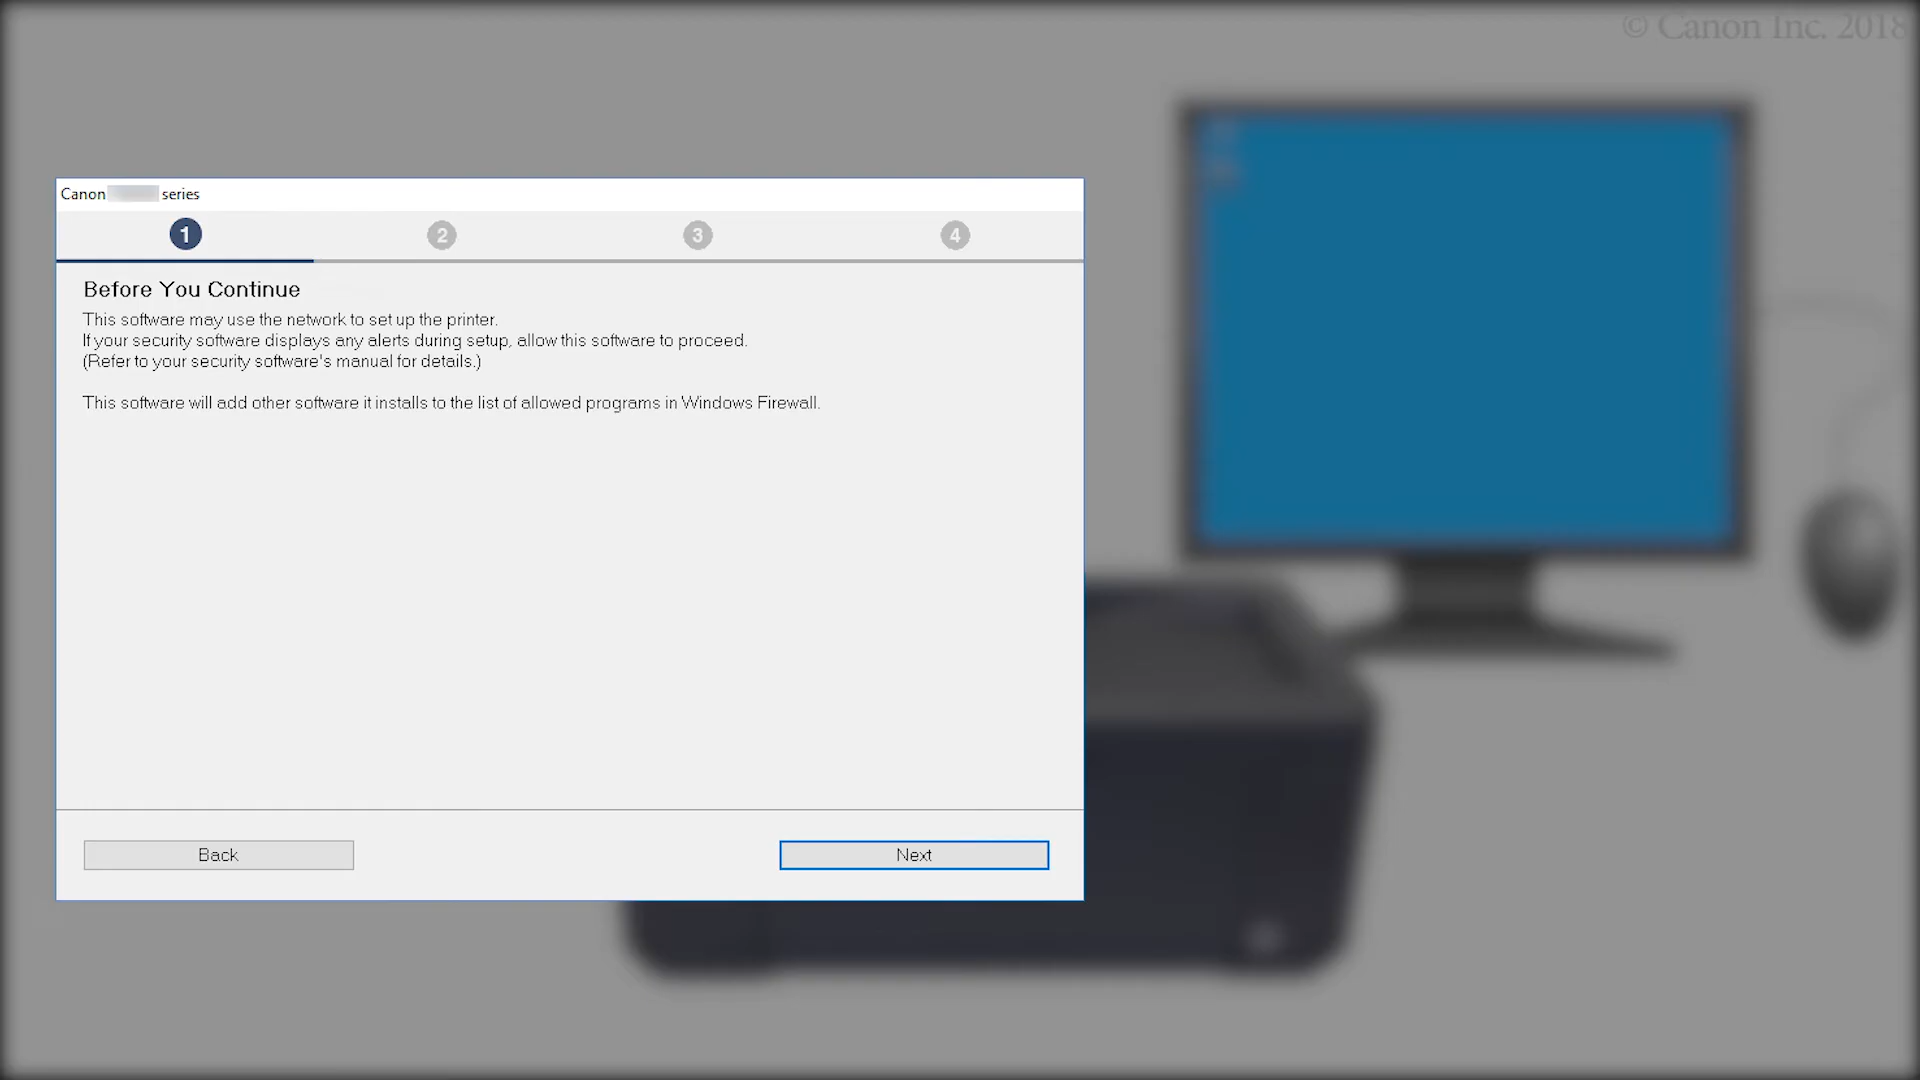 © Canon Inc. 2018
Canon series
1
2
3
4
Before You Continue
This software may use the network to set up the printer.
If your security software displays any alerts during setup, allow this software to proceed.
(Refer to your security software's manual for details.)
This software will add other software it installs to the list of allowed programs in Windows Firewall.
Back
Next